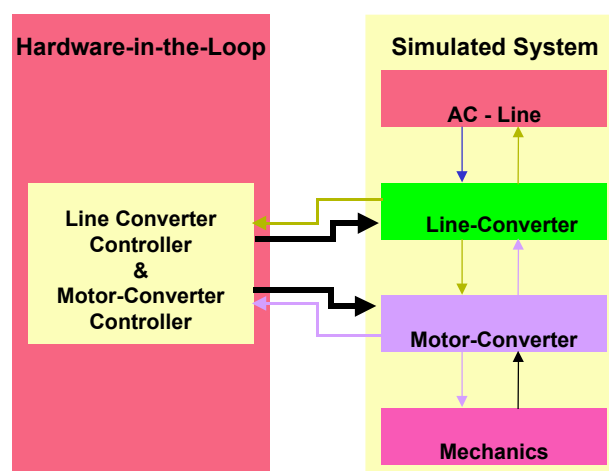 Hardware-in-the-Loop
Line Converter
Controller
&
Motor-Converter
Controller
Simulated System
AC - Line
Line-Converter
Motor-Converter
Mechanics